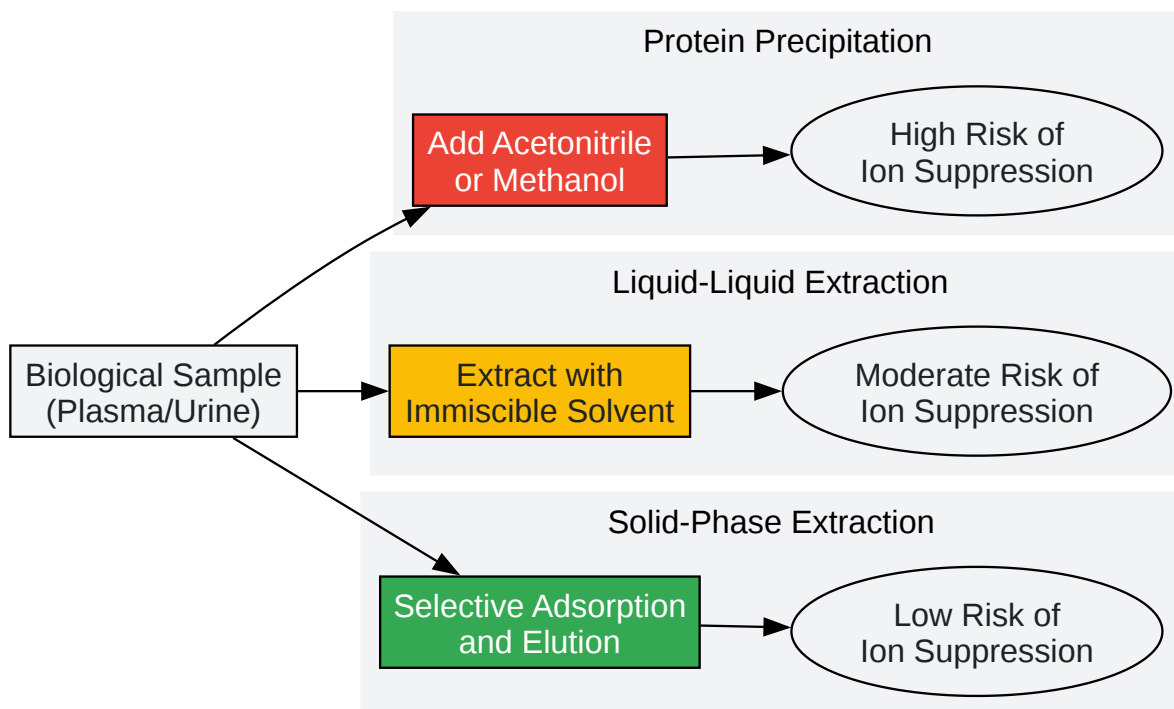 Protein Precipitation
Add Acetonitrile
or Methanol
High Risk of
Ion Suppression
Liquid-Liquid Extraction
Biological Sample
(Plasma/Urine)
Extract with
Immiscible Solvent
Moderate Risk of
Ion Suppression
Solid-Phase Extraction
Selective Adsorption
and Elution
Low Risk of
Ion Suppression